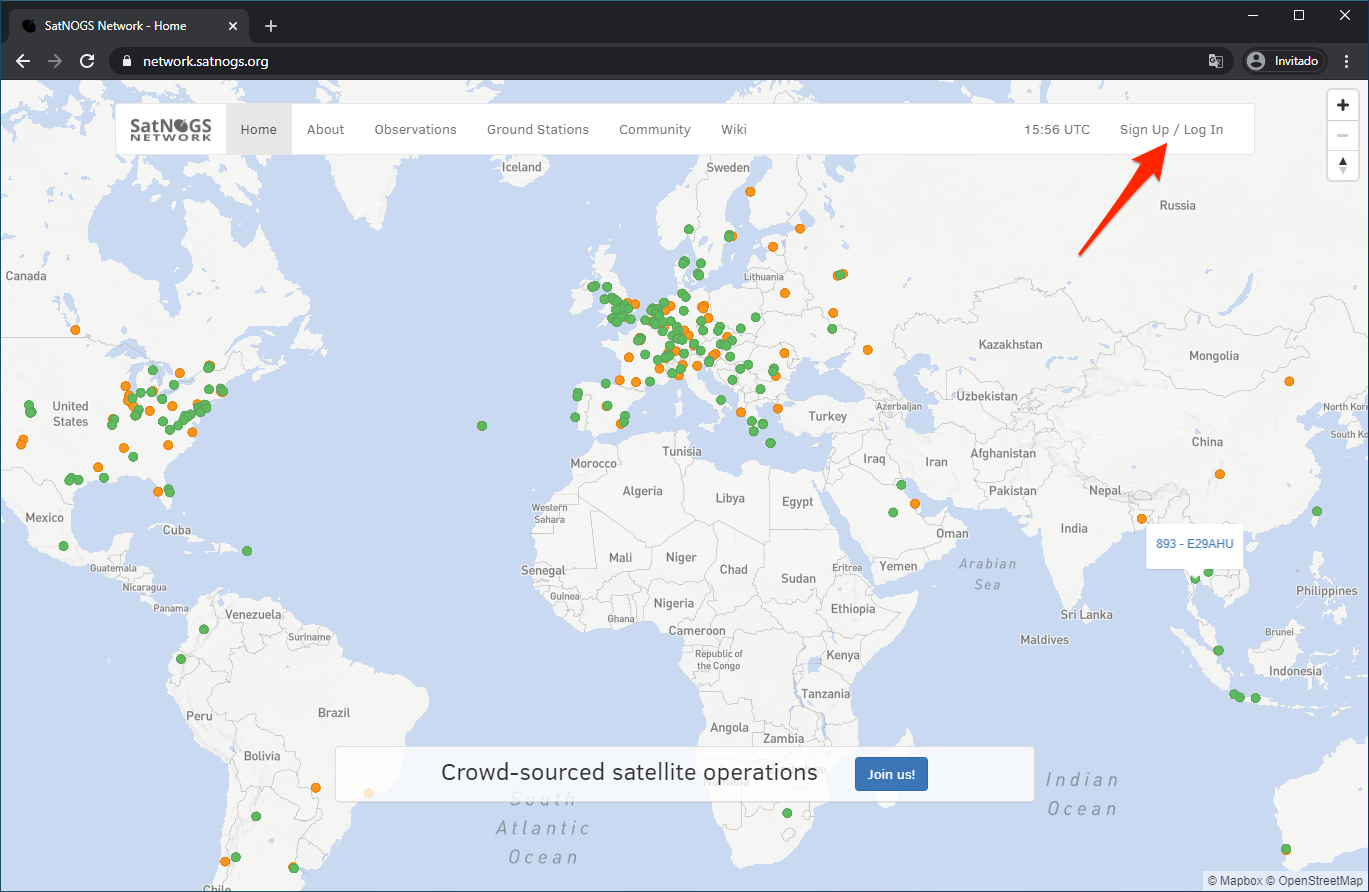 SatNOGS Network - Home
network.satnogs.org
Invitado
SatNOGS
NETWORK
Home
About
Observations
Ground Stations
Community
Wiki
15:56 UTC
Sign Up / Log In
Iceland
Sweden
Russia
Canada
Lithuania
Kazakhstan
Mongolia
United
States
Uzbekistan
Azerbaijan
North Ko
Turkey
South Ko
China
Tunisia
Afghanistan
Iraq
Iran
Morocco
Algeria
Libya
Egypt
Pakistan
Nepal
Western
Sahara
Mexico
Cuba
India
Oman
893 - E29AHU
Mali
Niger
Chad
Sudan
Eritrea
Yemen
Arabian
Sea
Guatemala
Senegal
Nicaragua
Guinea
Philippines
Panama
Venezuela
Ghana
Nigeria
Ethiopia
Sri Lanka
Suriname
Cameroon
Maldives
Brunei
Republic of
the Congo
Kenya
Indonesia
Tanzania
Peru
Brazil
Angola
Zambia
Bolivia
Crowd-sourced satellite operations
Join us!
Namibia
Indian
Ocean
South
Atlantic
Ocean
Chile
© Mapbox © OpenStreetMap